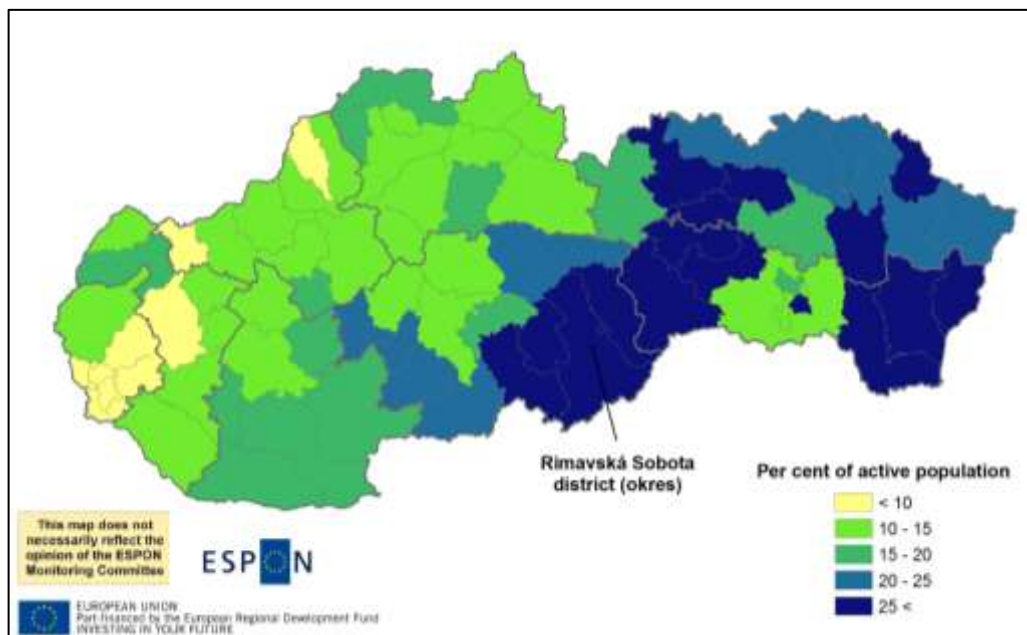 Rimavská Sobota
district (okres)
Per cent of active population
< 10
10 - 15
15 - 20
20 - 25
25 <
This map does not
necessarily reflect the
opinion of the ESPON
Monitoring Committee
ESPON
EUROPEAN UNION
Part-financed by the European Regional Development Fund
INVESTING IN YOUR FUTURE